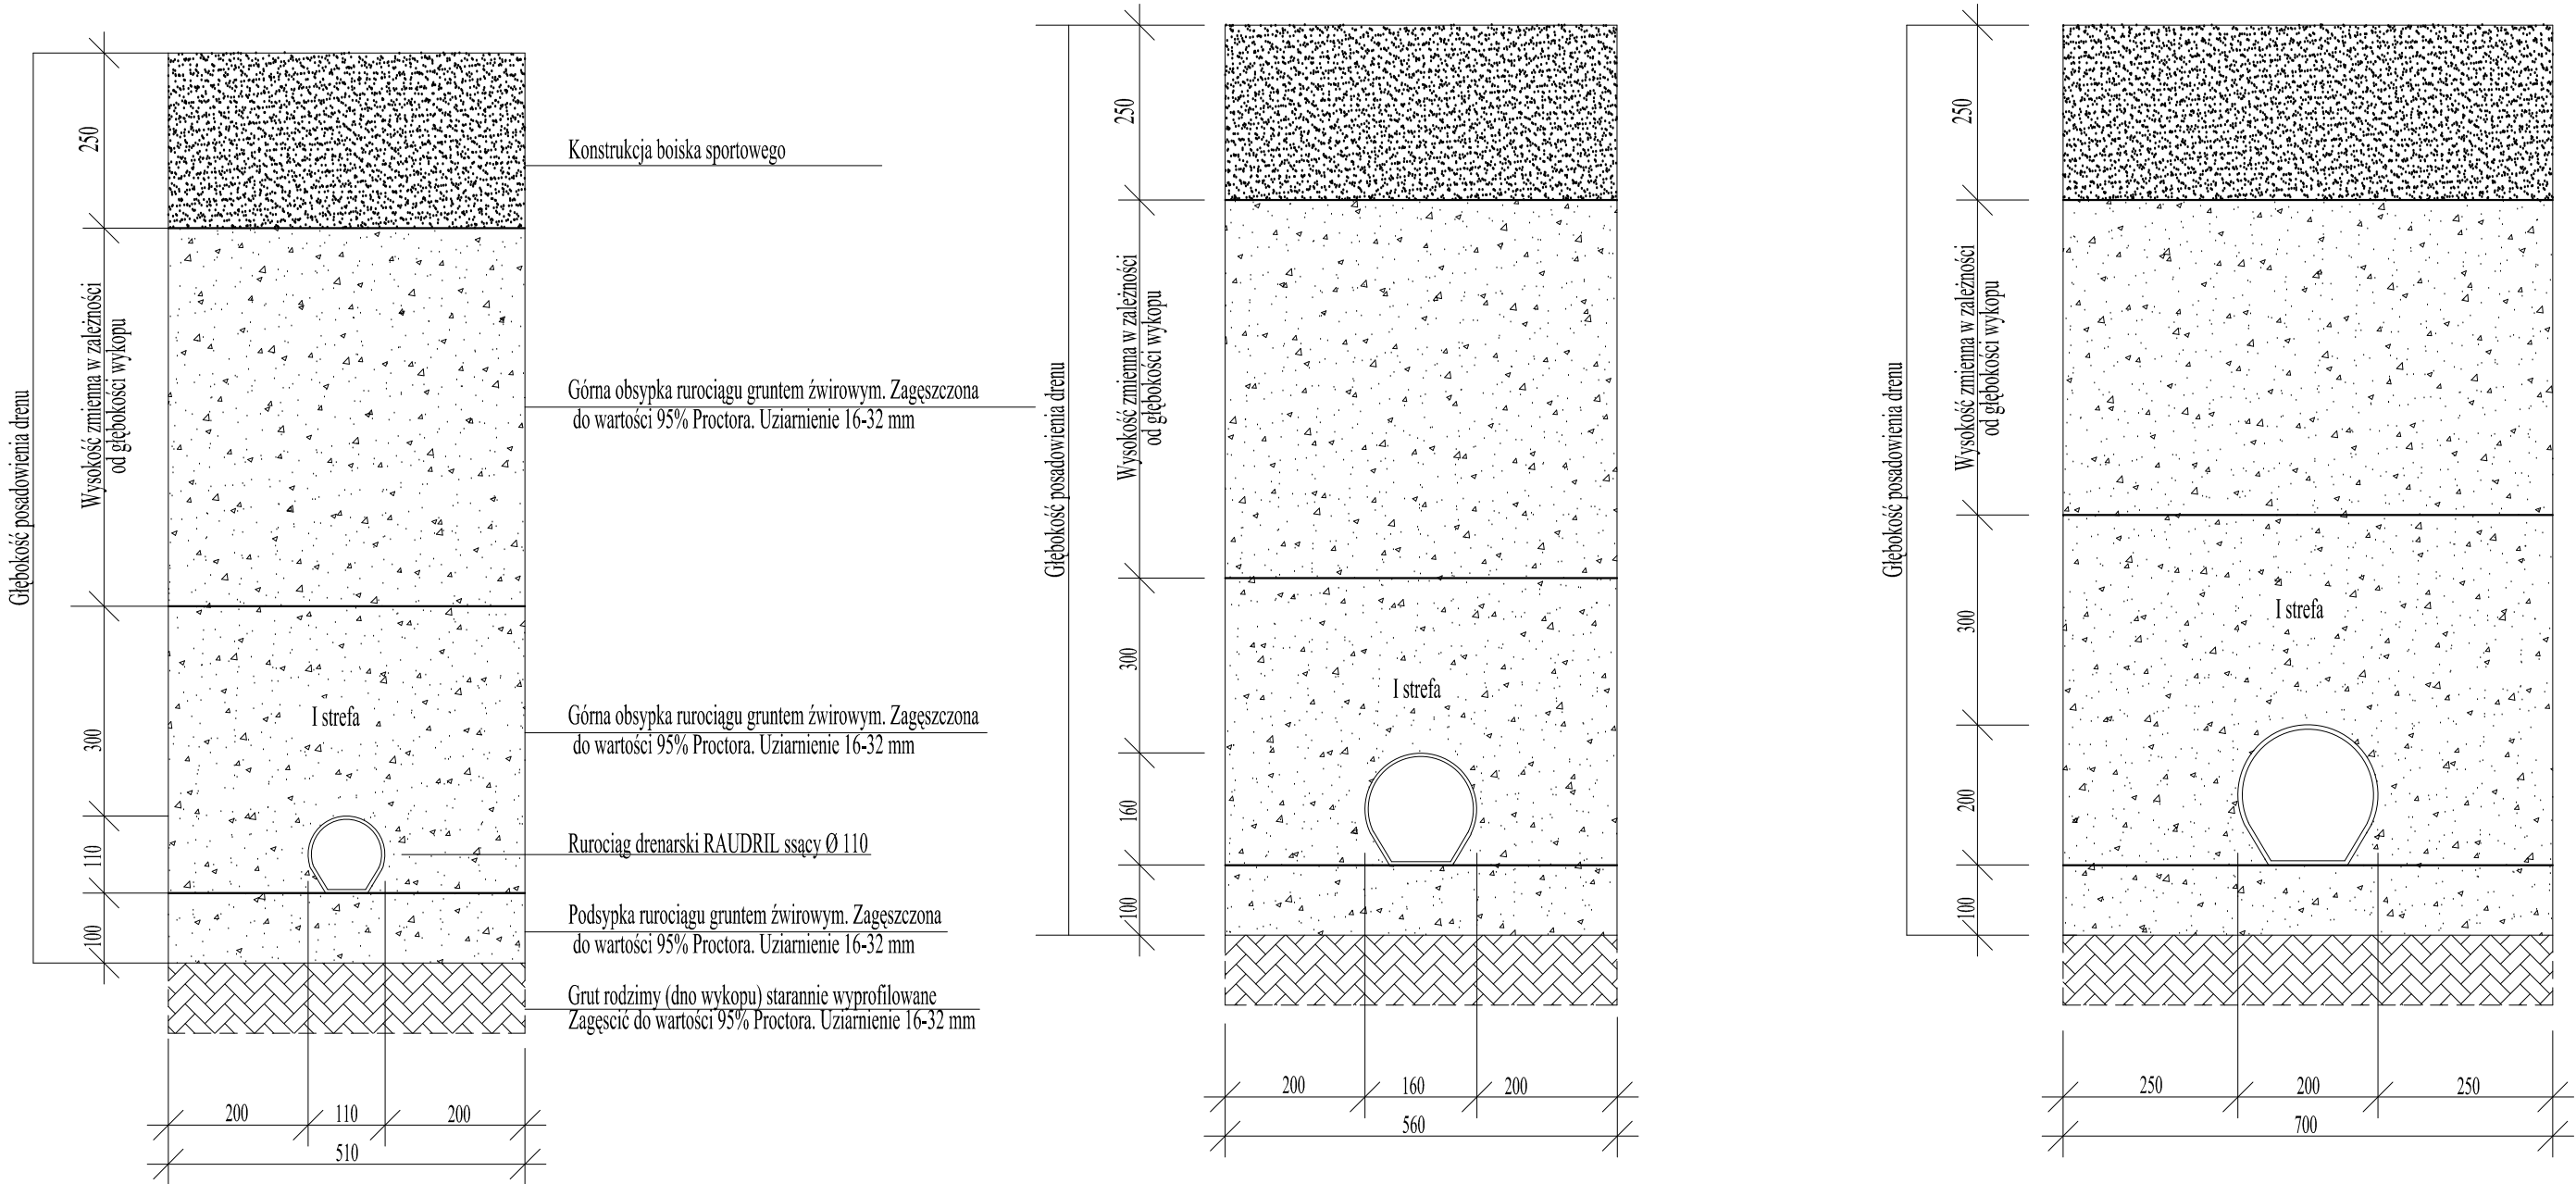 Głębokość posadowienia drenu
250
Wysokość zmienna w zależności
od głębokości wykopu
300
110
100
I strefa
200
110
200
510
Konstrukcja boiska sportowego
Górna obsypka rurociągu gruntem żwirowym. Zagęszczona
do wartości 95% Proctora. Uziarnienie 16-32 mm
Górna obsypka rurociągu gruntem żwirowym. Zagęszczona
do wartości 95% Proctora. Uziarnienie 16-32 mm
Rurociąg drenarski RAUDRIL ssący Ø 110
Podsypka rurociągu gruntem żwirowym. Zagęszczona
do wartości 95% Proctora. Uziarnienie 16-32 mm
Grut rodzimy (dno wykopu) starannie wyprofilowane
Zagęscić do wartości 95% Proctora. Uziarnienie 16-32 mm
Głębokość posadowienia drenu
250
Wysokość zmienna w zależności
od głębokości wykopu
300
160
100
I strefa
200
160
200
560
Głębokość posadowienia drenu
250
Wysokość zmienna w zależności
od głębokości wykopu
300
200
100
I strefa
250
200
250
700